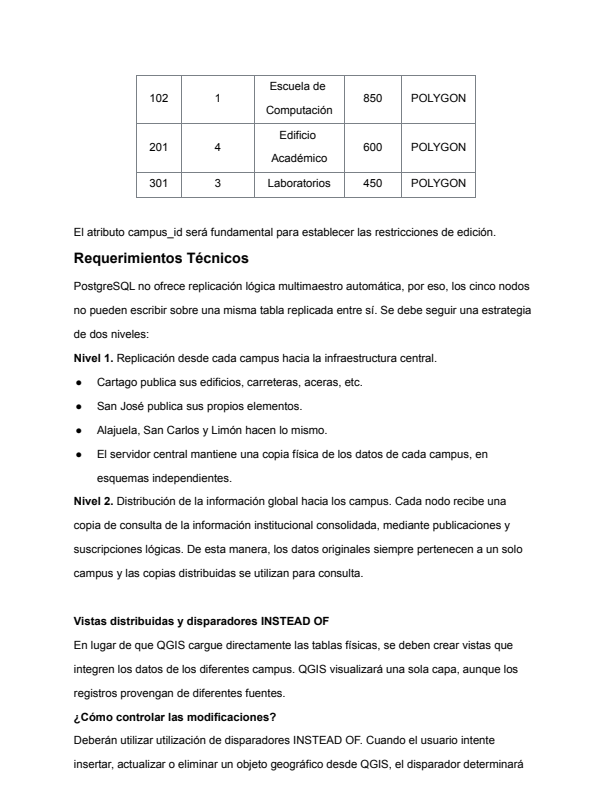 102 1 Escuela de Computación 850 POLYGON
201 4 Edificio Académico 600 POLYGON
301 3 Laboratorios 450 POLYGON
El atributo campus_id será fundamental para establecer las restricciones de edición.
Requerimientos Técnicos
PostgreSQL no ofrece replicación lógica multimaestro automática, por eso, los cinco nodos
no pueden escribir sobre una misma tabla replicada entre sí. Se debe seguir una estrategia
de dos niveles:
Nivel 1. Replicación desde cada campus hacia la infraestructura central.
● Cartago publica sus edificios, carreteras, aceras, etc.
● San José publica sus propios elementos.
● Alajuela, San Carlos y Limón hacen lo mismo.
● El servidor central mantiene una copia física de los datos de cada campus, en
esquemas independientes.
Nivel 2. Distribución de la información global hacia los campus. Cada nodo recibe una
copia de consulta de la información institucional consolidada, mediante publicaciones y
suscripciones lógicas. De esta manera, los datos originales siempre pertenecen a un solo
campus y las copias distribuidas se utilizan para consulta.
Vistas distribuidas y disparadores INSTEAD OF
En lugar de que QGIS cargue directamente las tablas físicas, se deben crear vistas que
integren los datos de los diferentes campus. QGIS visualizará una sola capa, aunque los
registros provengan de diferentes fuentes.
¿Cómo controlar las modificaciones?
Deberán utilizar utilización de disparadores INSTEAD OF. Cuando el usuario intente
insertar, actualizar o eliminar un objeto geográfico desde QGIS, el disparador determinará